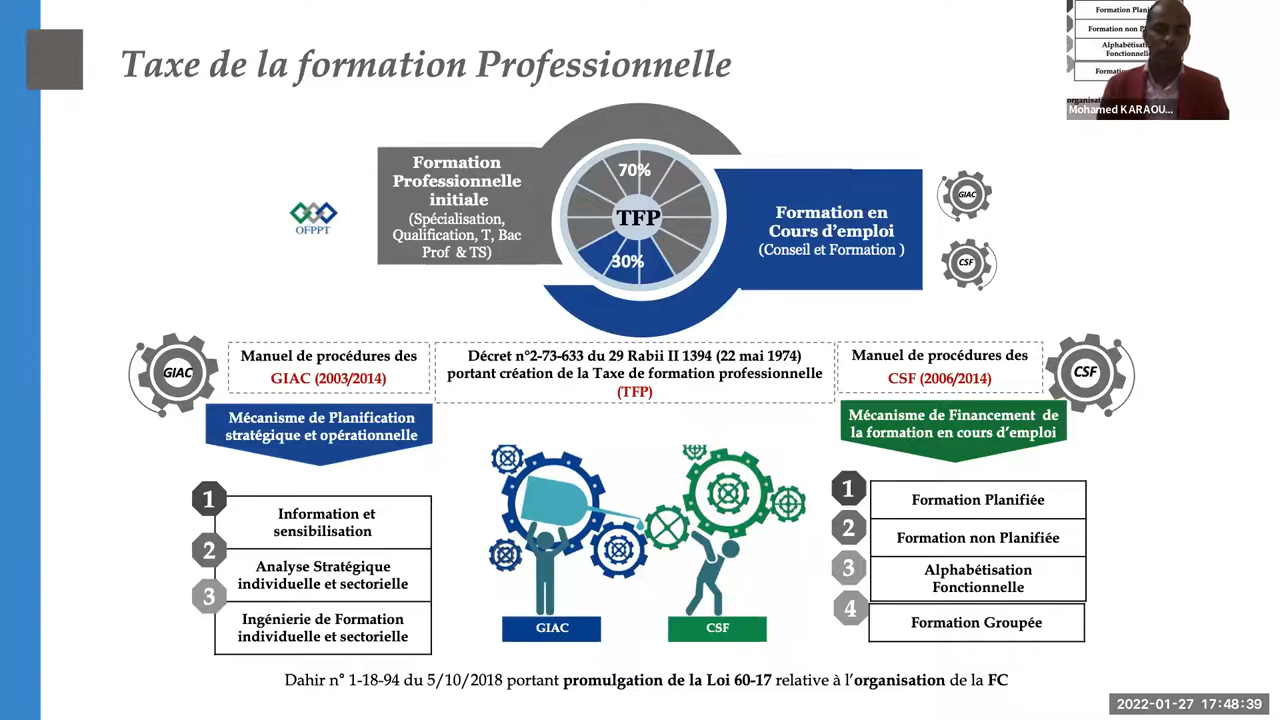 Taxe de la formation Professionnelle
Formation Plani
Formation non Pl
Alphabétisa
Fonctionnelle
Forma
organisat
Mohamed KARAOU...
Formation
Professionnelle
initiale
(Spécialisation,
Qualification, T, Bac
Prof & TS)
OFPPT
70%
TFP
30%
Formation en
Cours d'emploi
(Conseil et Formation )
GIAC
CSF
GIAC
Manuel de procédures des
GIAC (2003/2014)
Décret n°2-73-633 du 29 Rabii II 1394 (22 mai 1974)
portant création de la Taxe de formation professionnelle
(TFP)
Manuel de procédures des
CSF (2006/2014)
CSF
Mécanisme de Planification
stratégique et opérationnelle
Mécanisme de Financement de
la formation en cours d'emploi
1
Information et
sensibilisation
2
Analyse Stratégique
individuelle et sectorielle
3
Ingénierie de Formation
individuelle et sectorielle
GIAC
CSF
1
Formation Planifiée
2
Formation non Planifiée
3
Alphabétisation
Fonctionnelle
4
Formation Groupée
Dahir n° 1-18-94 du 5/10/2018 portant promulgation de la Loi 60-17 relative à l'organisation de la FC
2022-01-27 17:48:39